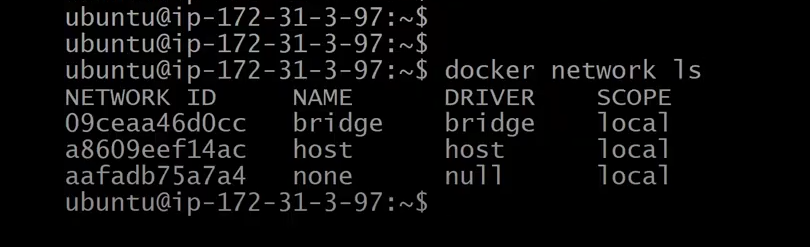 ubuntu@ip-172-31-3-97:~$
ubuntu@ip-172-31-3-97:~$
ubuntu@ip-172-31-3-97:~$ docker network ls
NETWORK ID     NAME      DRIVER    SCOPE
09ceaa46d0cc   bridge    bridge    local
a8609eef14ac   host      host      local
aafadb75a7a4   none      null      local
ubuntu@ip-172-31-3-97:~$